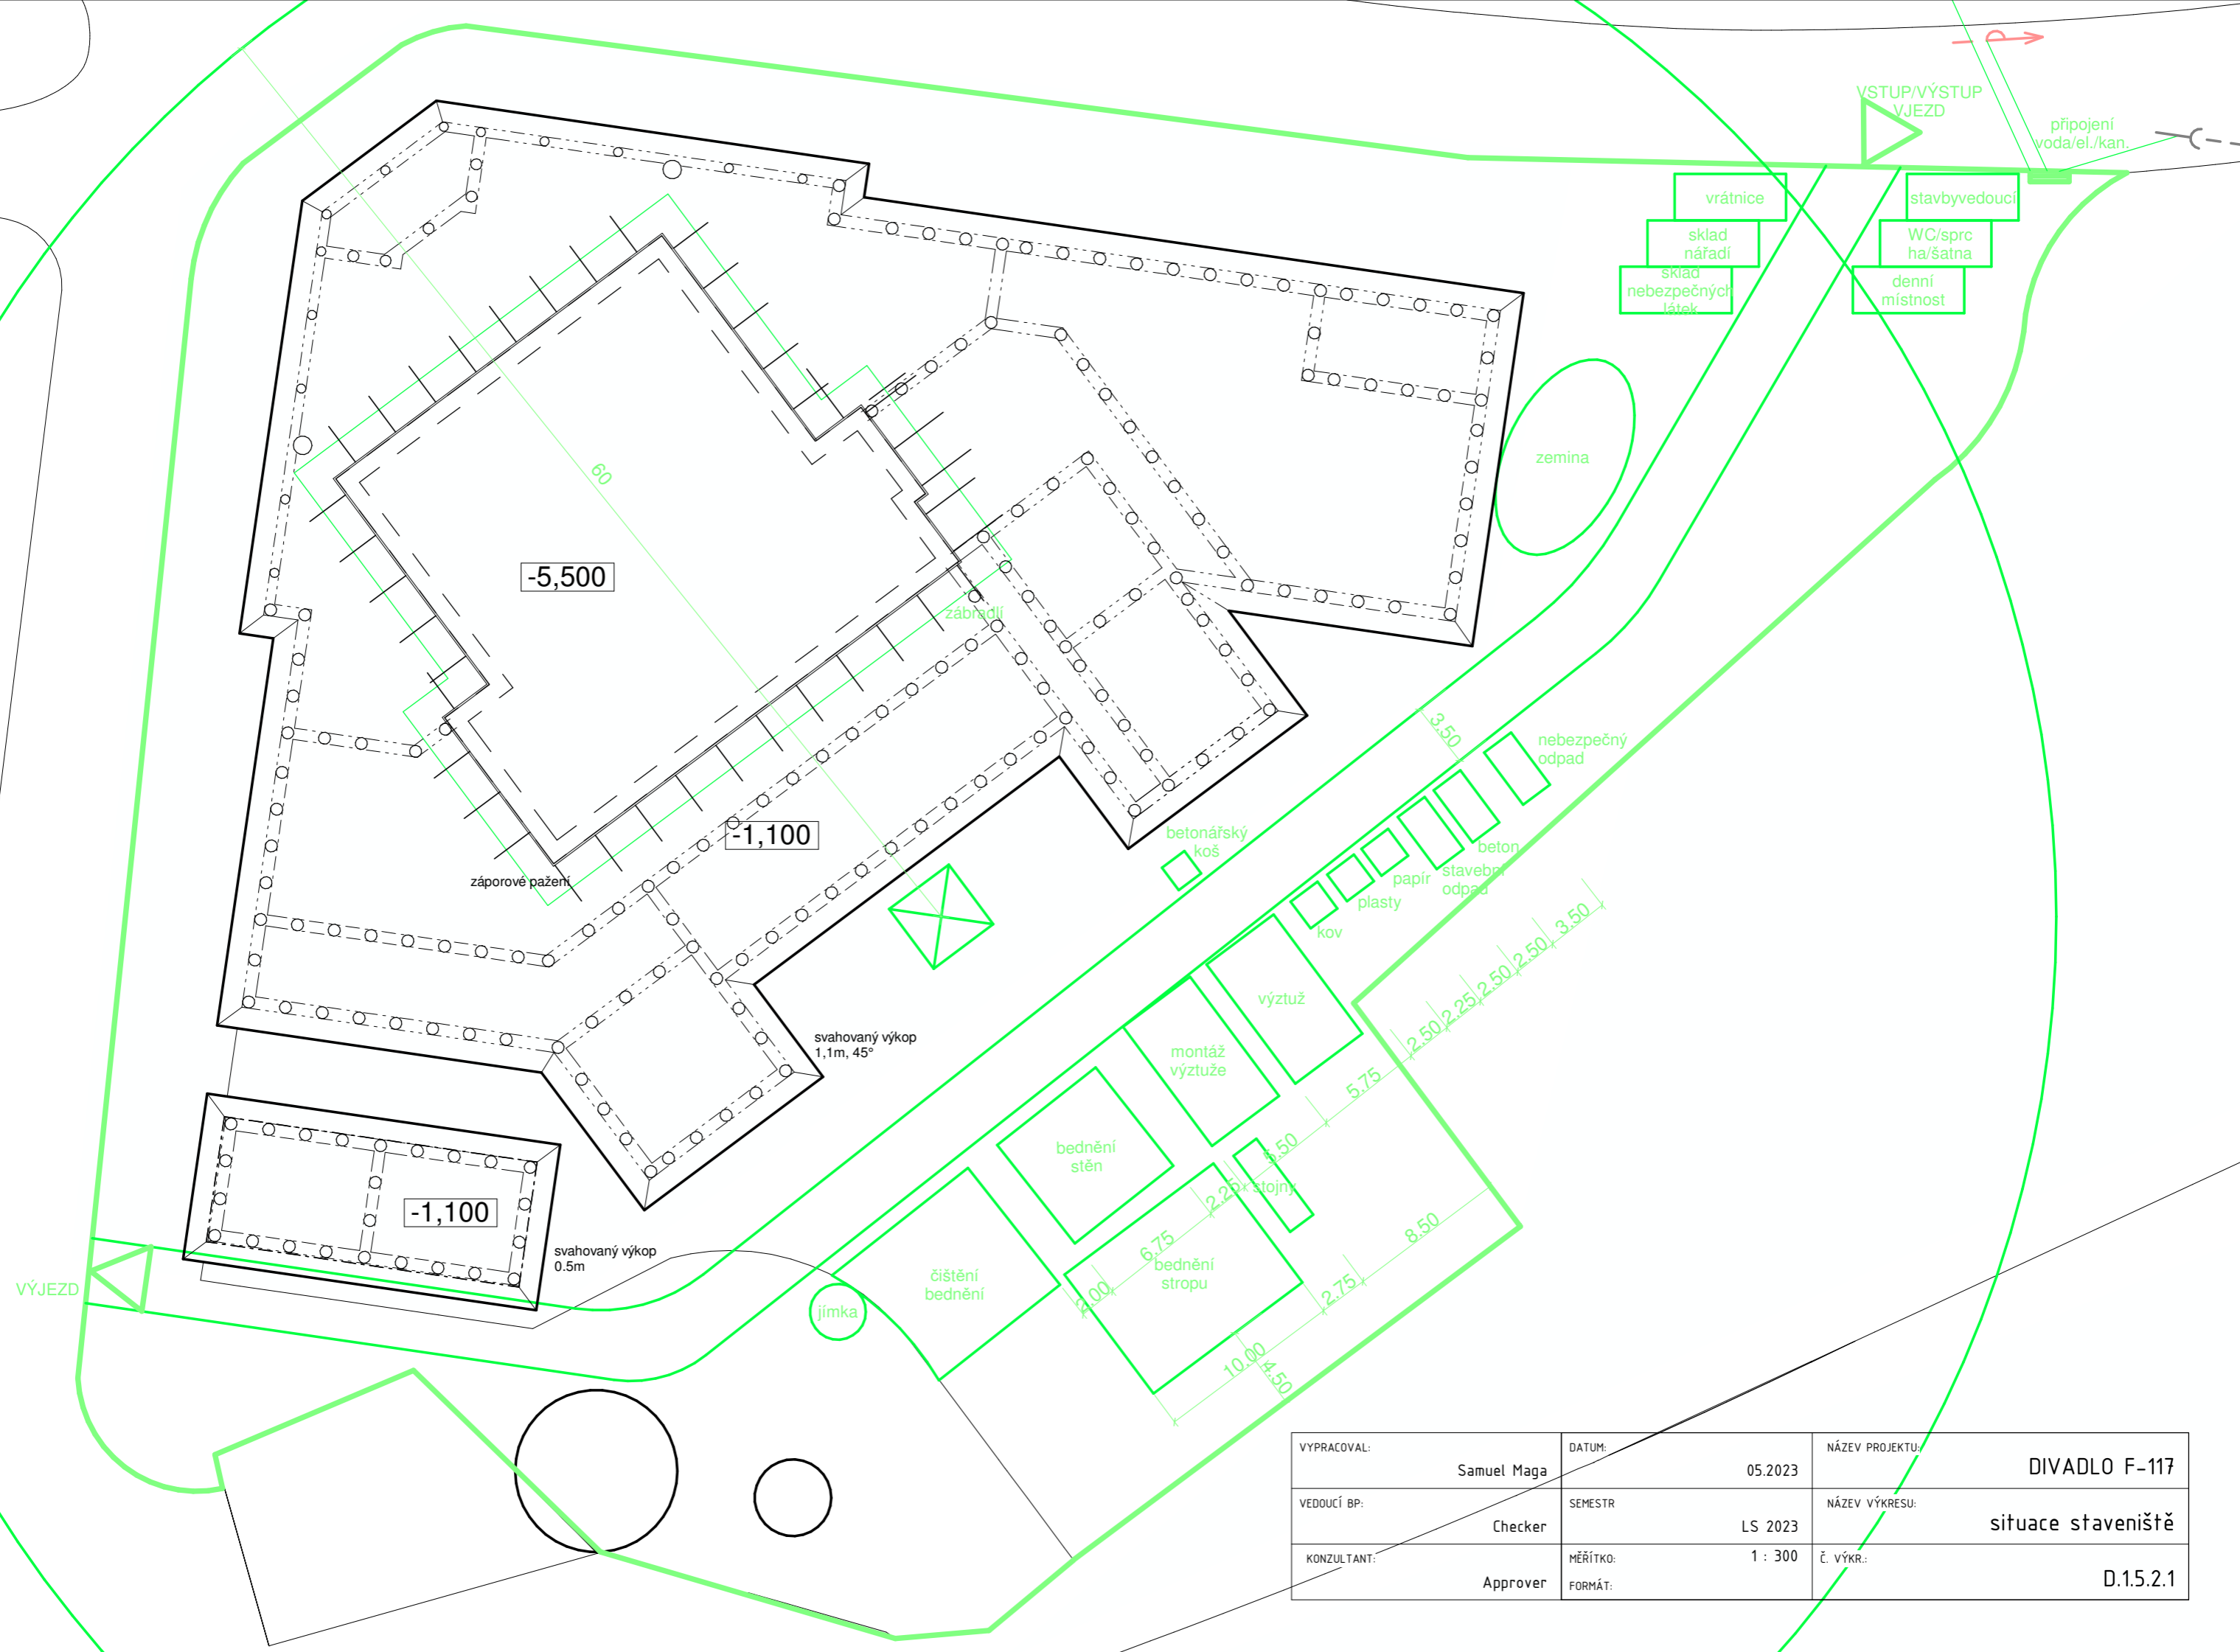 VSTUP/VÝSTUP
VJEZD
připojení
voda/el./kan.
vrátnice
sklad
nářadí
sklad
nebezpečných
látek
stavbyvedoucí
WC/sprc
ha/šatna
denní
místnost
zemina
60
-5,500
zábradlí
-1,100
záporové pažení
3.50
nebezpečný
odpad
betonářský
koš
beton
stavební
odpad
papír
plasty
kov
výztuž
montáž
výztuže
svahovaný výkop
1,1m, 45°
3.50
2.50
2.50
2.25
2.50
5.75
5.50
2.25
stojny
6.75
2.00
8.50
2.75
10.00
4.50
bednění
stěn
bednění
stropu
čištění
bednění
jímka
-1,100
svahovaný výkop
0.5m
VÝJEZD
VYPRACOVAL:
Samuel Maga
DATUM:
05.2023
NÁZEV PROJEKTU:
DIVADLO F-117
VEDOUCÍ BP:
Checker
SEMESTR
LS 2023
NÁZEV VÝKRESU:
situace staveniště
KONZULTANT:
Approver
MĚŘÍTKO:
1 : 300
FORMÁT:
Č. VÝKR.:
D.1.5.2.1